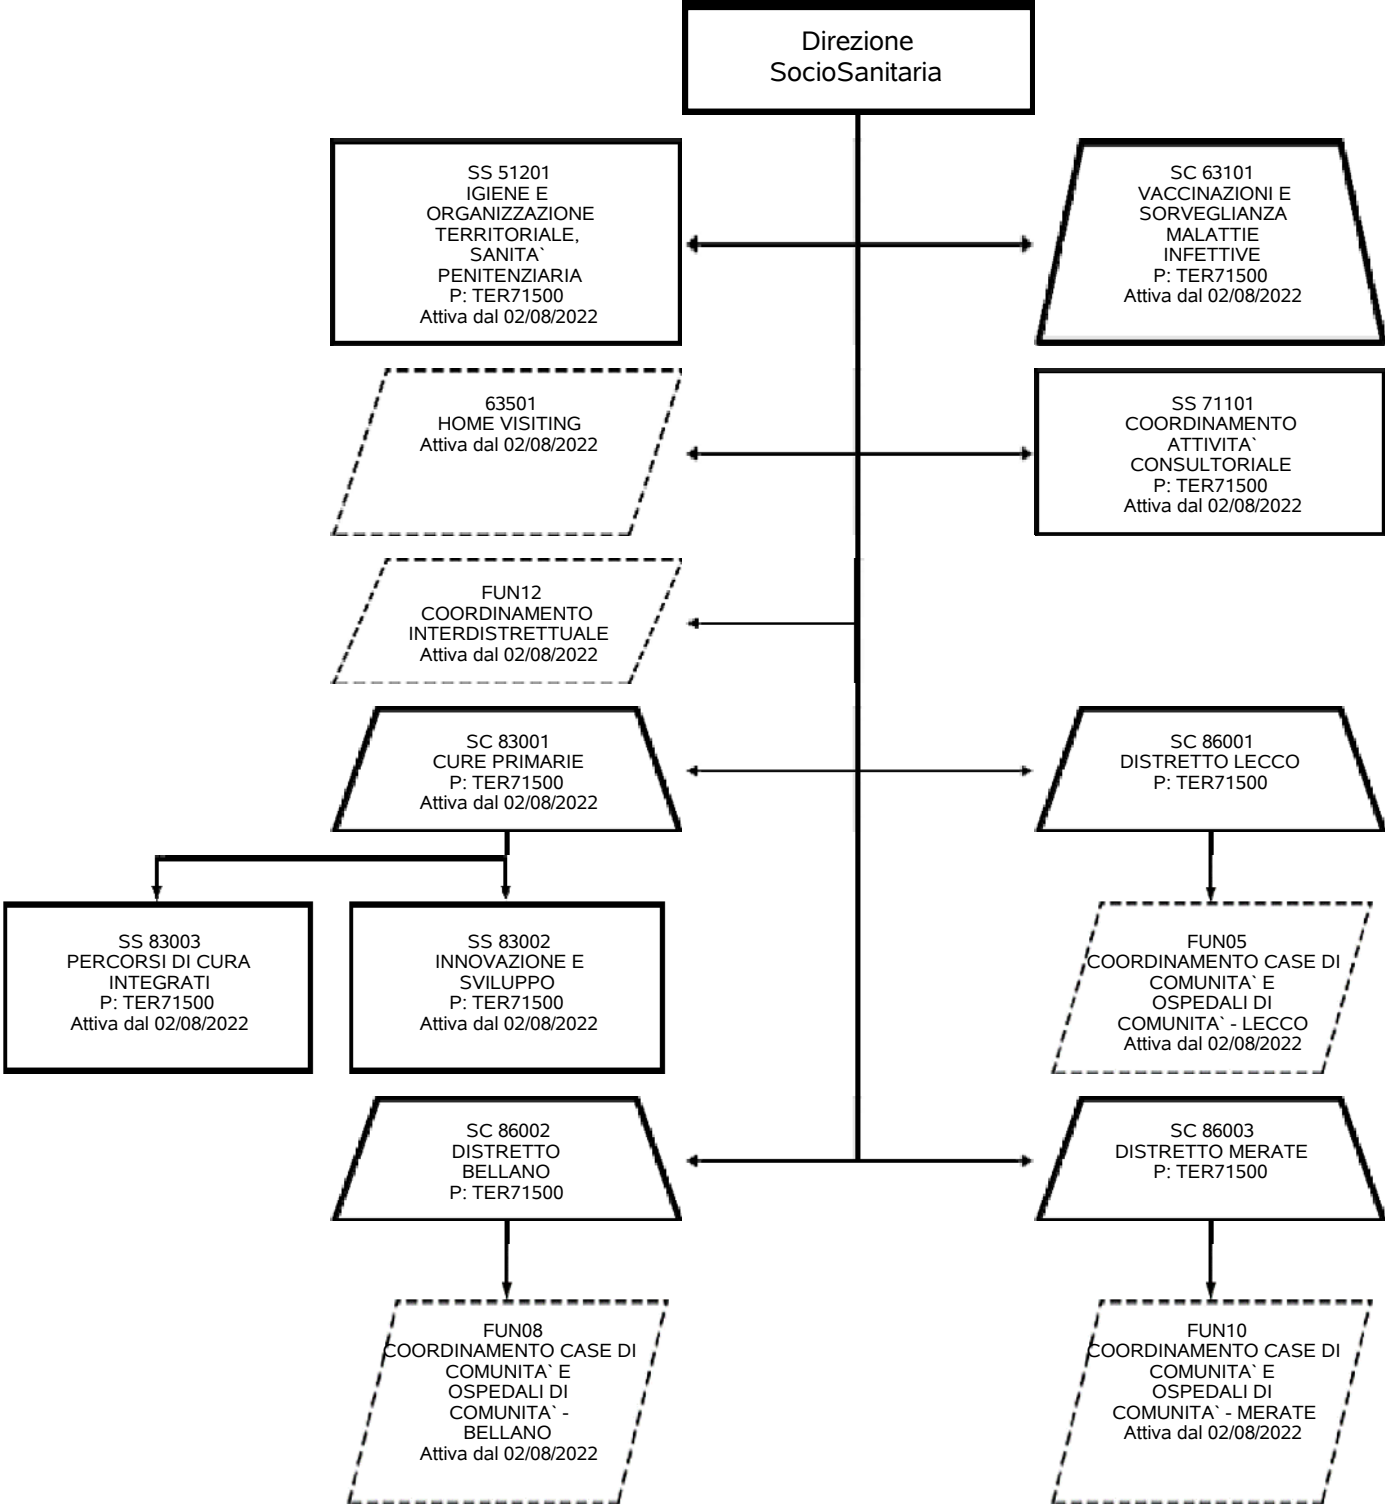 Direzione
SocioSanitaria
SS 51201
IGIENE E
ORGANIZZAZIONE
TERRITORIALE,
SANITA`
PENITENZIARIA
P: TER71500
Attiva dal 02/08/2022
SC 63101
VACCINAZIONI E
SORVEGLIANZA
MALATTIE
INFETTIVE
P: TER71500
Attiva dal 02/08/2022
63501
HOME VISITING
Attiva dal 02/08/2022
SS 71101
COORDINAMENTO
ATTIVITA`
CONSULTORIALE
P: TER71500
Attiva dal 02/08/2022
FUN12
COORDINAMENTO
INTERDISTRETTUALE
Attiva dal 02/08/2022
SC 83001
CURE PRIMARIE
P: TER71500
Attiva dal 02/08/2022
SC 86001
DISTRETTO LECCO
P: TER71500
SS 83003
PERCORSI DI CURA
INTEGRATI
P: TER71500
Attiva dal 02/08/2022
SS 83002
INNOVAZIONE E
SVILUPPO
P: TER71500
Attiva dal 02/08/2022
FUN05
COORDINAMENTO CASE DI
COMUNITA` E
OSPEDALI DI
COMUNITA` - LECCO
Attiva dal 02/08/2022
SC 86002
DISTRETTO
BELLANO
P: TER71500
SC 86003
DISTRETTO MERATE
P: TER71500
FUN08
COORDINAMENTO CASE DI
COMUNITA` E
OSPEDALI DI
COMUNITA` -
BELLANO
Attiva dal 02/08/2022
FUN10
COORDINAMENTO CASE DI
COMUNITA` E
OSPEDALI DI
COMUNITA` - MERATE
Attiva dal 02/08/2022